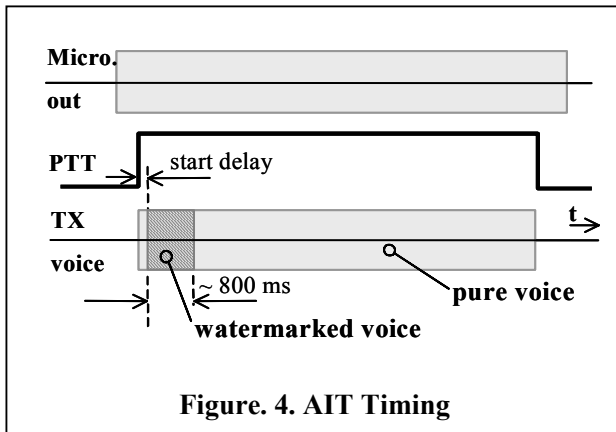 Micro.
out
PTT
start delay
TX
t
voice
~ 800 ms
pure voice
watermarked voice
Figure. 4. AIT Timing